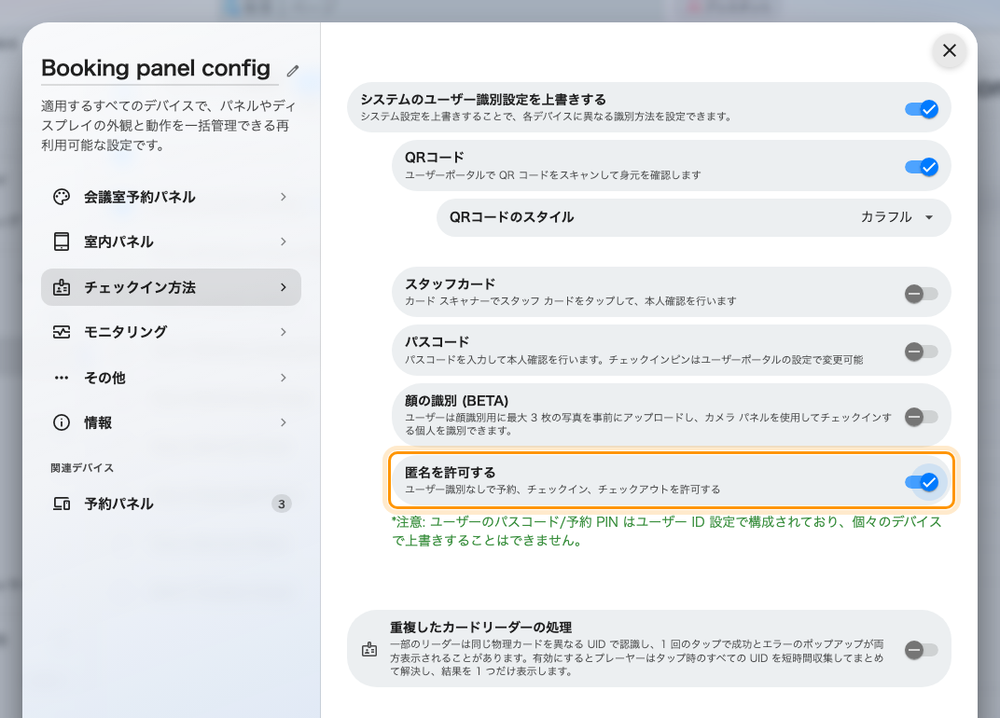 Booking panel config
適用するすべてのデバイスで、パネルやディ
スプレイの外観と動作を一括管理できる再
利用可能な設定です。
会議室予約パネル
室内パネル
チェックイン方法
モニタリング
その他
情報
関連デバイス
予約パネル
3
システムのユーザー識別設定を上書きする
システム設定を上書きすることで、各デバイスに異なる識別方法を設定できます。
QRコード
ユーザーポータルで QR コードをスキャンして身元を確認します
QRコードのスタイル
カラフル
スタッフカード
カード スキャナーでスタッフ カードをタップして、本人確認を行います
パスコード
パスコードを入力して本人確認を行います。チェックインピンはユーザーポータルの設定で変更可能
顔の識別 (BETA)
ユーザーは顔識別用に最大 3 枚の写真を事前にアップロードし、カメラ パネルを使用してチェックインす
る個人を識別できます。
匿名を許可する
ユーザー識別なしで予約、チェックイン、チェックアウトを許可する
*注意: ユーザーのパスコード/予約 PIN はユーザー ID 設定で構成されており、個々のデバイス
で上書きすることはできません。
重複したカードリーダーの処理
一部のリーダーは同じ物理カードを異なる UID で認識し、1 回のタップで成功とエラーのポップアップが両
方表示されることがあります。有効にするとプレーヤーはタップ時のすべての UID を短時間収集してまとめ
て解決し、結果を 1 つだけ表示します。